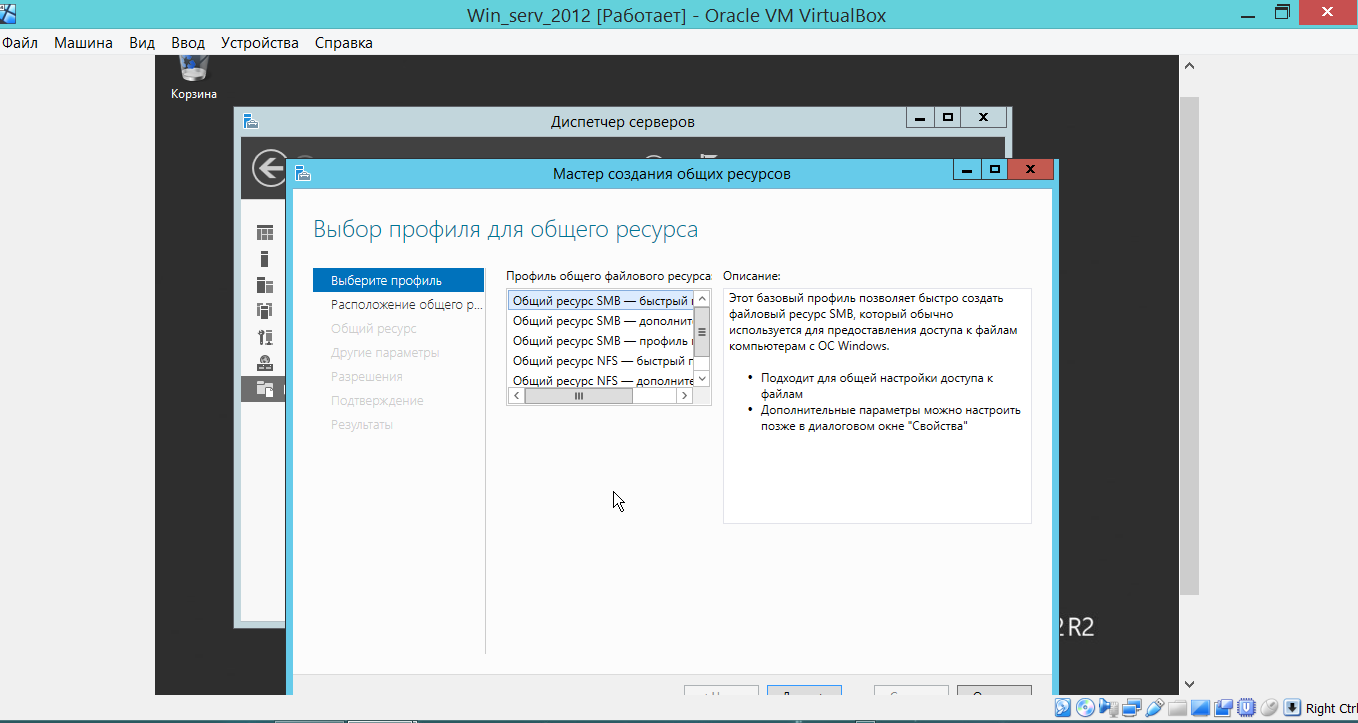 Win_serv_2012 [Работает] - Oracle VM VirtualBox
Файл Машина Вид Ввод Устройства Справка
Корзина
Диспетчер серверов
Мастер создания общих ресурсов
Выбор профиля для общего ресурса
Выберите профиль
Расположение общего р...
Общий ресурс
Другие параметры
Разрешения
Подтверждение
Результаты
Профиль общего файлового ресурса:
Общий ресурс SMB — быстрый
Общий ресурс SMB — дополните
Общий ресурс SMB — профиль
Общий ресурс NFS — быстрый
Общий ресурс NFS — дополните
Описание:
Этот базовый профиль позволяет быстро создать
файловый ресурс SMB, который обычно
используется для предоставления доступа к файлам
компьютерам с ОС Windows.
• Подходит для общей настройки доступа к
файлам
• Дополнительные параметры можно настроить
позже в диалоговом окне "Свойства"
2 R2
Right Ctrl